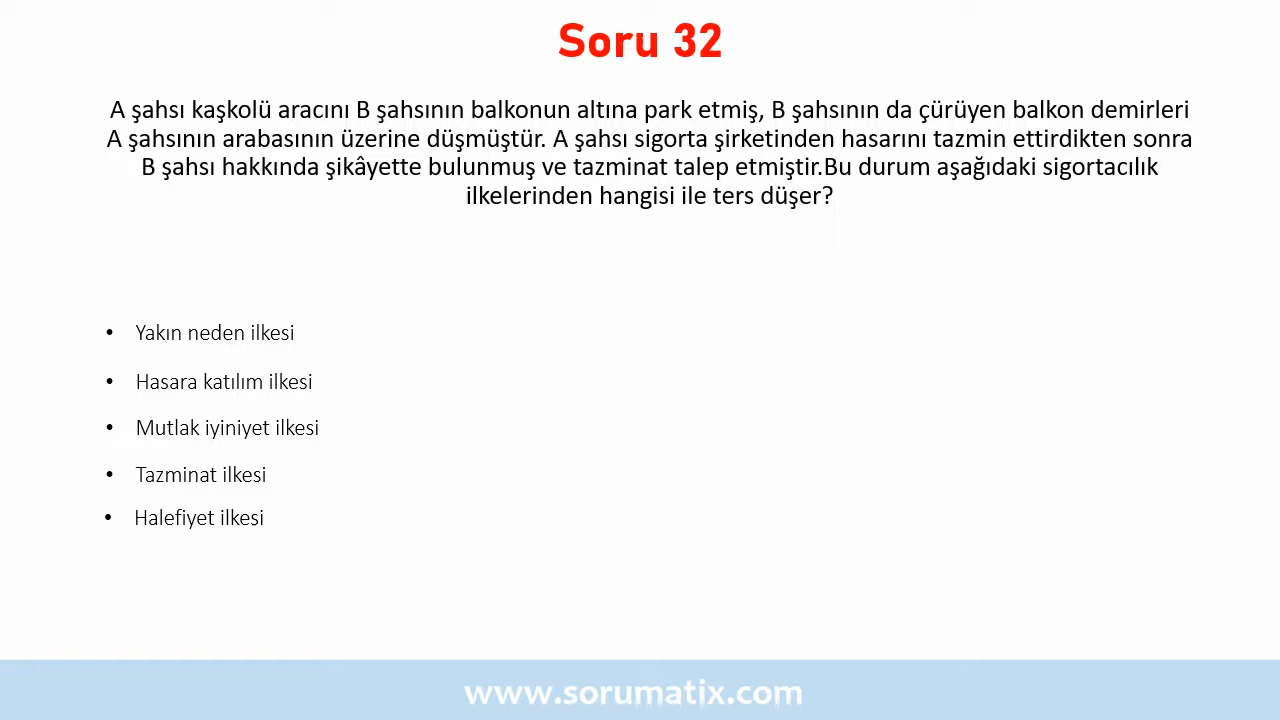 Soru 32
A şahsı kaşkolü aracını B şahsının balkonun altına park etmiş, B şahsının da çürüyen balkon demirleri
A şahsının arabasının üzerine düşmüştür. A şahsı sigorta şirketinden hasarını tazmin ettirdikten sonra
B şahsı hakkında şikâyette bulunmuş ve tazminat talep etmiştir.Bu durum aşağıdaki sigortacılık
ilkelerinden hangisi ile ters düşer?
• Yakın neden ilkesi
• Hasara katılım ilkesi
• Mutlak iyiniyet ilkesi
• Tazminat ilkesi
• Halefiyet ilkesi
www.sorumatix.com